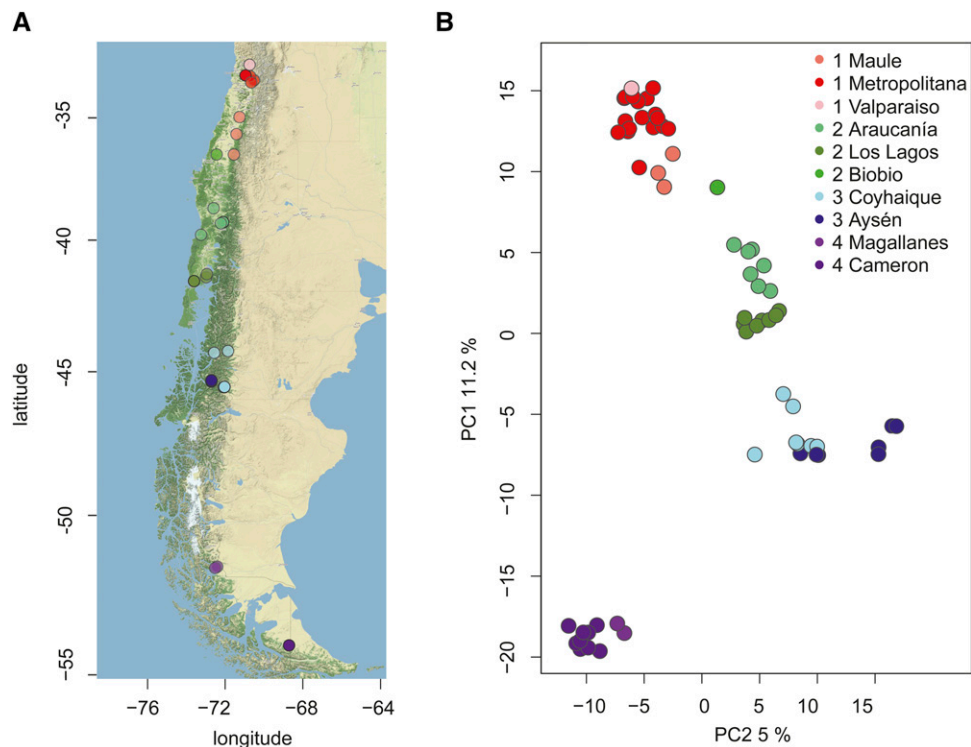 A
B
−35
−40
−45
−50
−55
latitude
−76
−72
−68
−64
longitude
15
10
5
0
−5
−10
−15
−20
PC1 11.2 %
−10
−5
0
5
10
15
PC2 5 %
1 Maule
1 Metropolitana
1 Valparaiso
2 Araucanía
2 Los Lagos
2 Biobio
3 Coyhaique
3 Aysén
4 Magallanes
4 Cameron